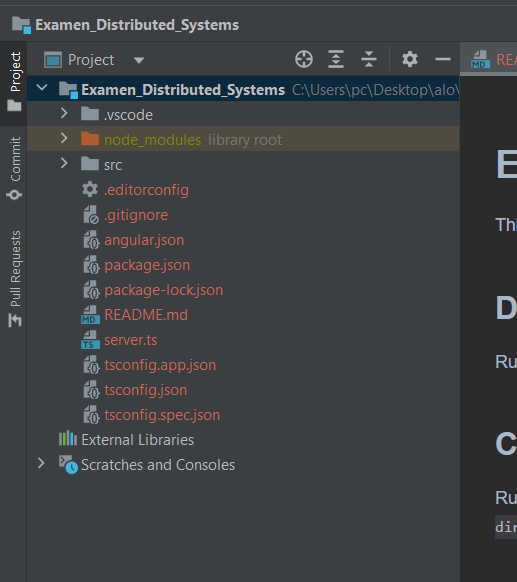 Examen_Distributed_Systems
Project
Commit
Pull Requests
Project
Examen_Distributed_Systems C:\Users\pc\Desktop\alo\
.vscode
node_modules library root
src
.editorconfig
.gitignore
angular.json
package.json
package-lock.json
README.md
server.ts
tsconfig.app.json
tsconfig.json
tsconfig.spec.json
External Libraries
Scratches and Consoles
MD
REA
E
Thi
D
Ru
C
Ru
dir